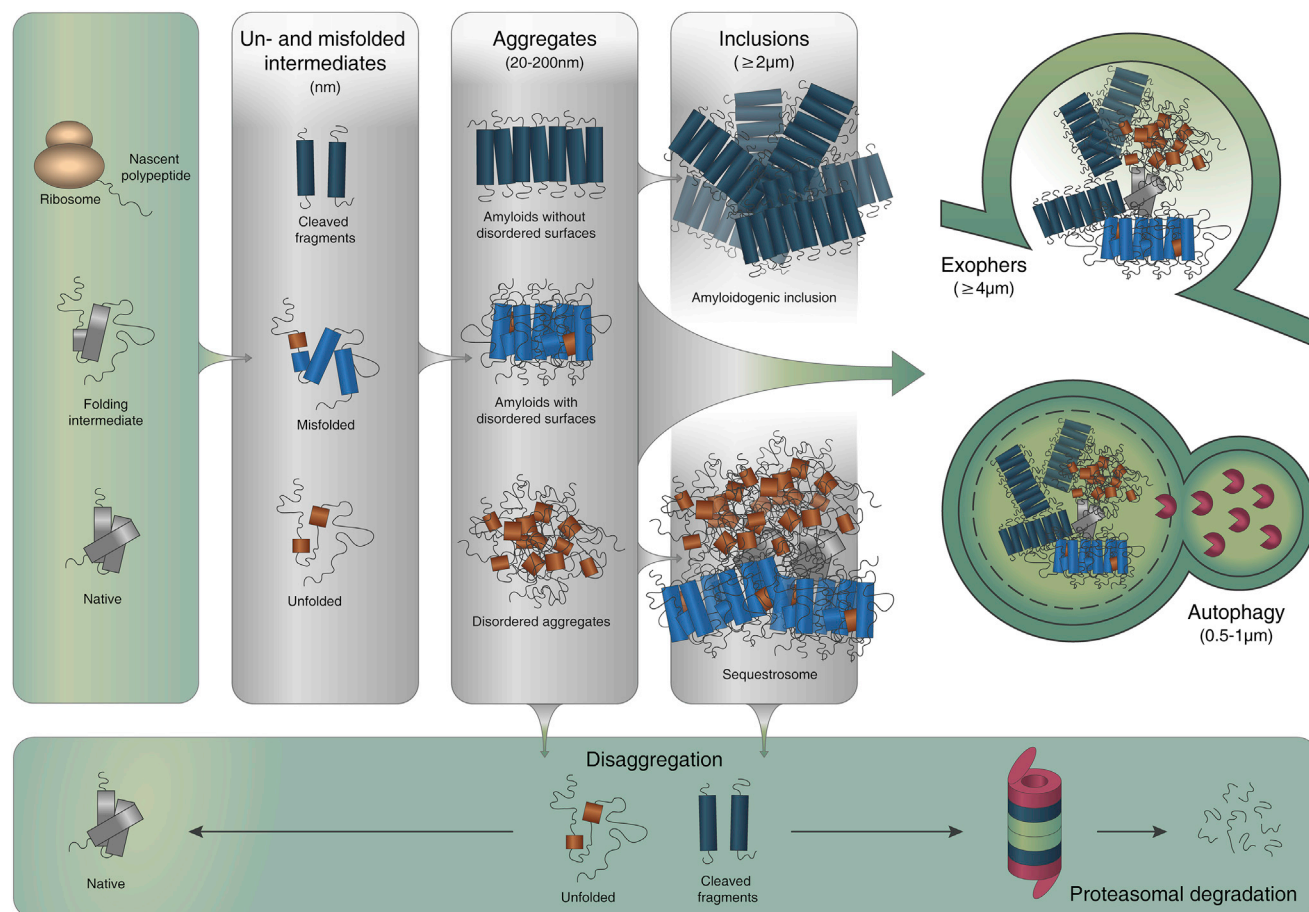 Nascent
polypeptide
Ribosome
Folding
intermediate
Native
Un- and misfolded
intermediates
(nm)
Cleaved
fragments
Misfolded
Unfolded
Aggregates
(20-200nm)
Amyloids without
disordered surfaces
Amyloids with
disordered surfaces
Disordered aggregates
Inclusions
(≥2μm)
Amyloidogenic inclusion
Sequestrosome
Exophers
(≥4μm)
Autophagy
(0.5-1μm)
Disaggregation
Native
Unfolded
Cleaved
fragments
Proteasomal degradation